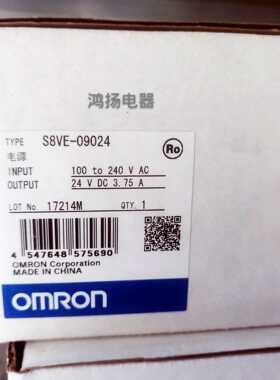 鸿扬电器
TYPE S8VE-09024
电源
Ro
INPUT 100 to 240 V AC
OUTPUT 24 V DC 3.75 A
LOT No. 17214M QTY. 1
4 547648 575690
OMRON Corporation
MADE IN CHINA
OMRON